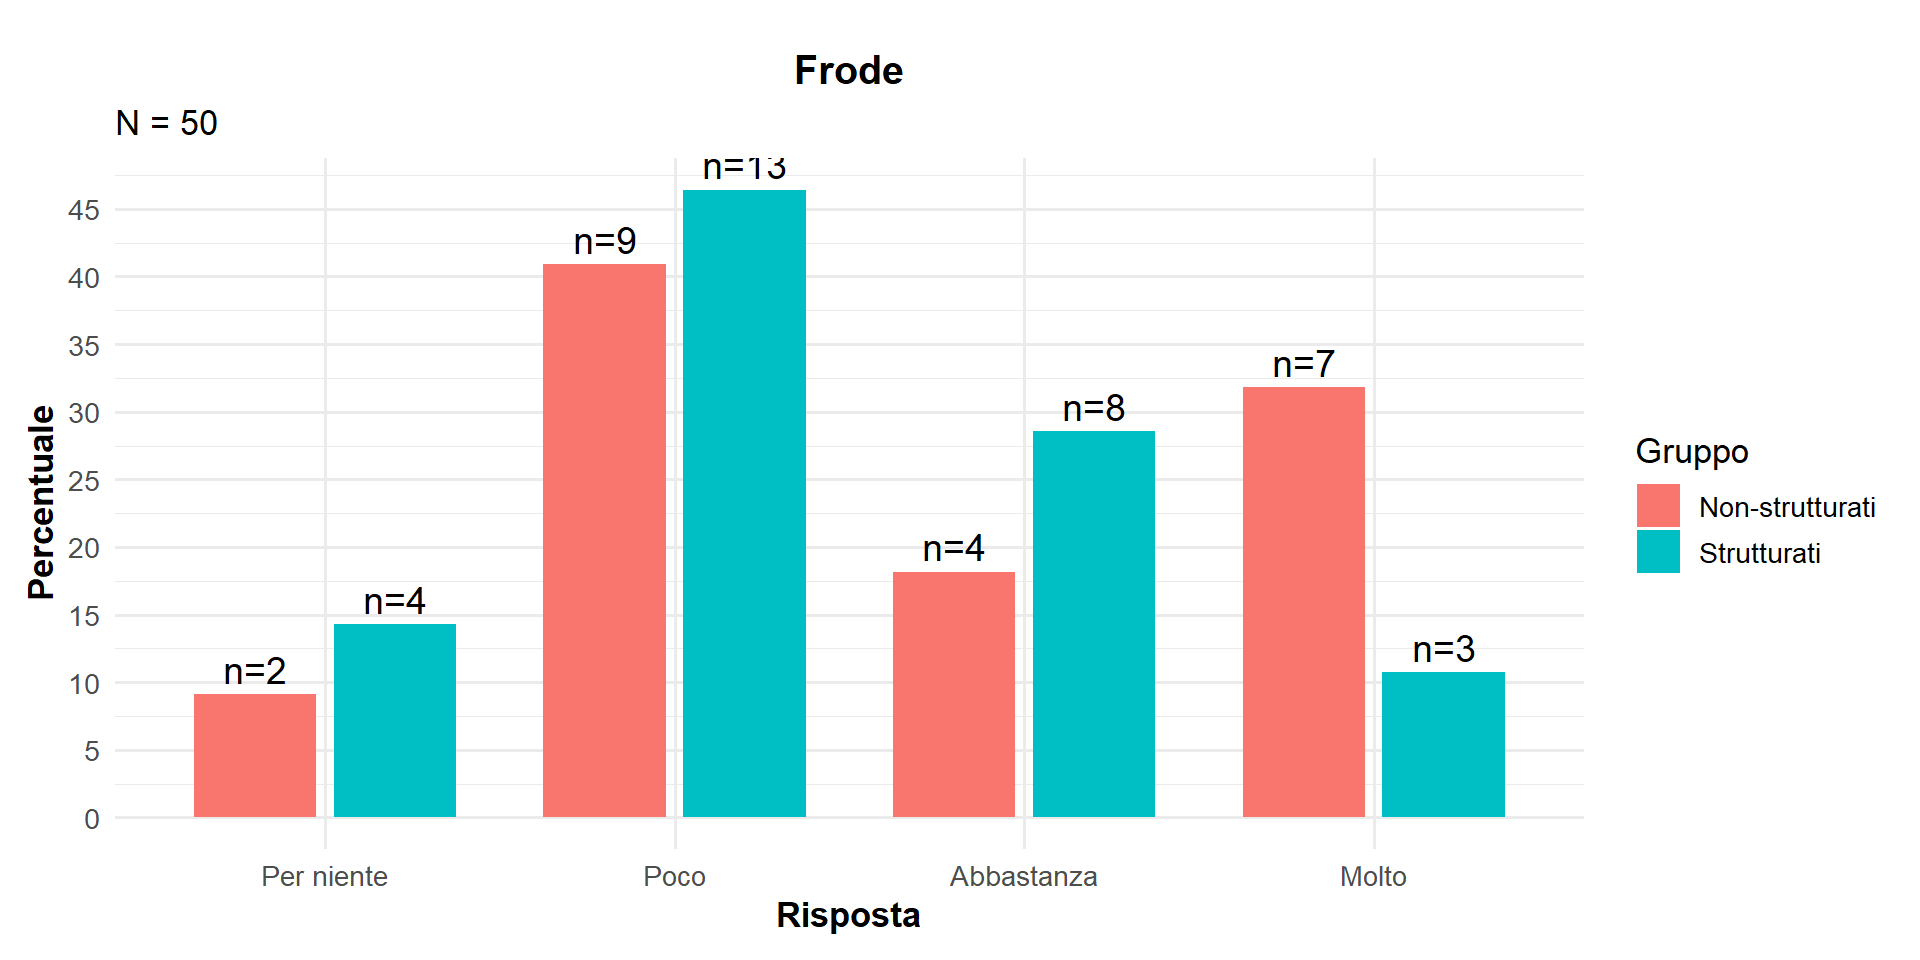 Frode
N = 50
Percentuale
45
40
35
30
25
20
15
10
5
0
n=2
n=4
n=9
n=13
n=4
n=8
n=7
n=3
Per niente
Poco
Abbastanza
Molto
Risposta
Gruppo
Non-strutturati
Strutturati